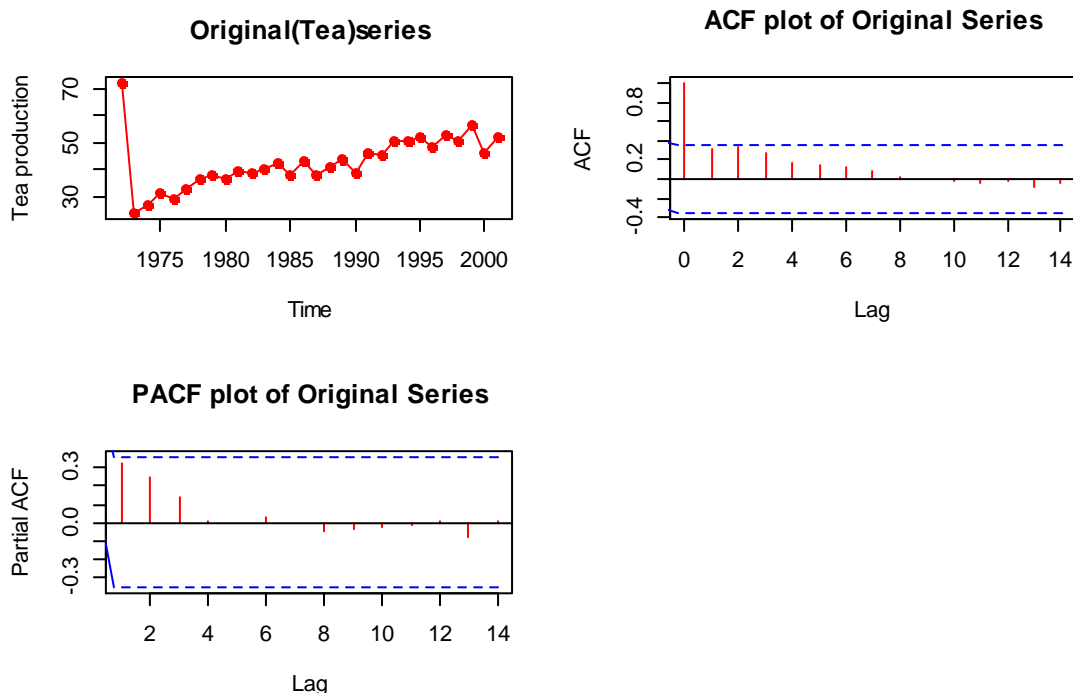 Original(Tea)series
Tea production
30 50 70
1975 1980 1985 1990 1995 2000
Time
ACF plot of Original Series
ACF
-0.4 0.2 0.8
0 2 4 6 8 10 12 14
Lag
PACF plot of Original Series
Partial ACF
-0.3 0.0 0.3
2 4 6 8 10 12 14
Lag